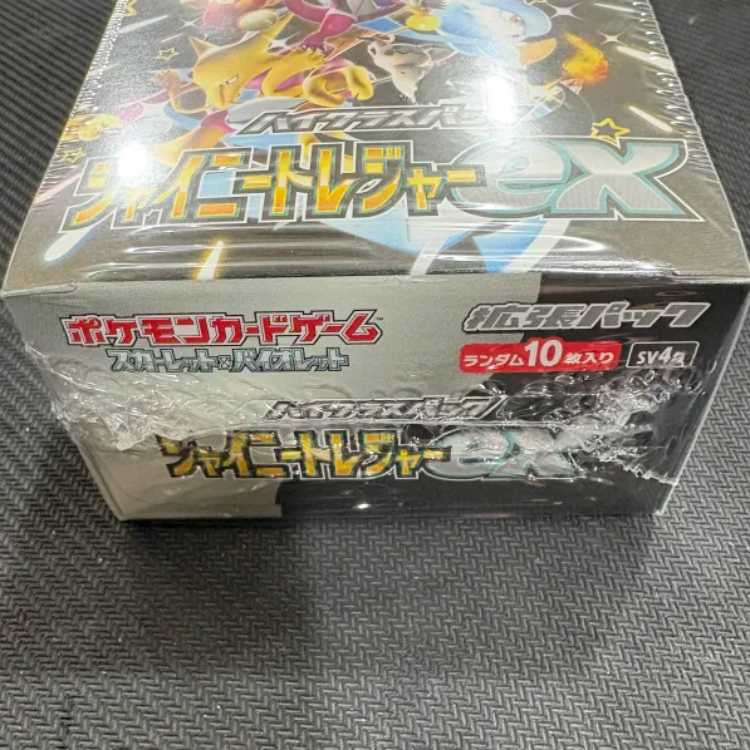 ハイクラスパック
シャイニートレジャーex
ポケモンカードゲーム
スカーレット&バイオレット
拡張パック
ランダム10枚入り
SV4a
ハイクラスパック
シャイニートレジャーex